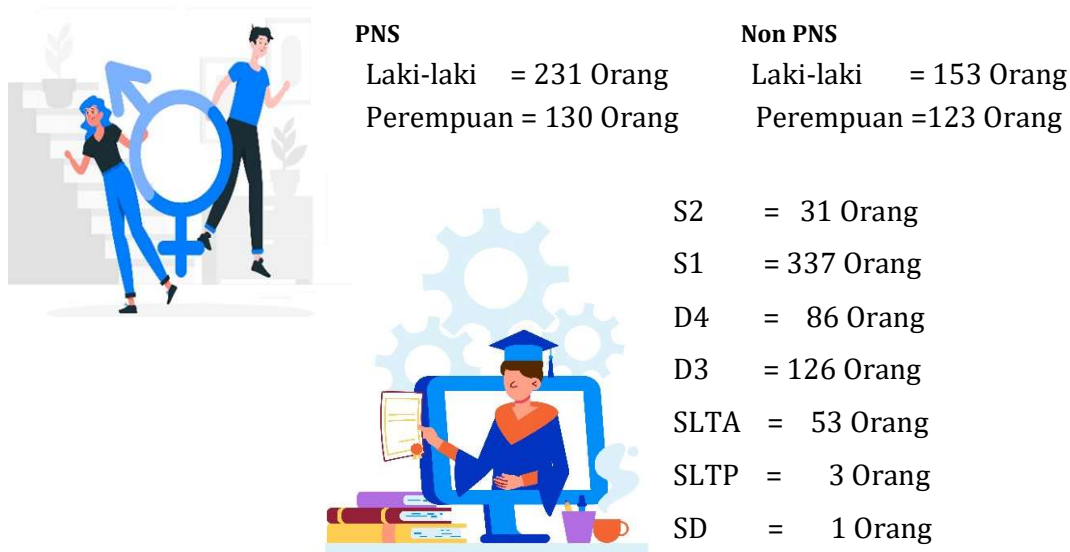 PNS
Laki-laki = 231 Orang
Perempuan = 130 Orang
Non PNS
Laki-laki = 153 Orang
Perempuan =123 Orang
S2 = 31 Orang
S1 = 337 Orang
D4 = 86 Orang
D3 = 126 Orang
SLTA = 53 Orang
SLTP = 3 Orang
SD = 1 Orang